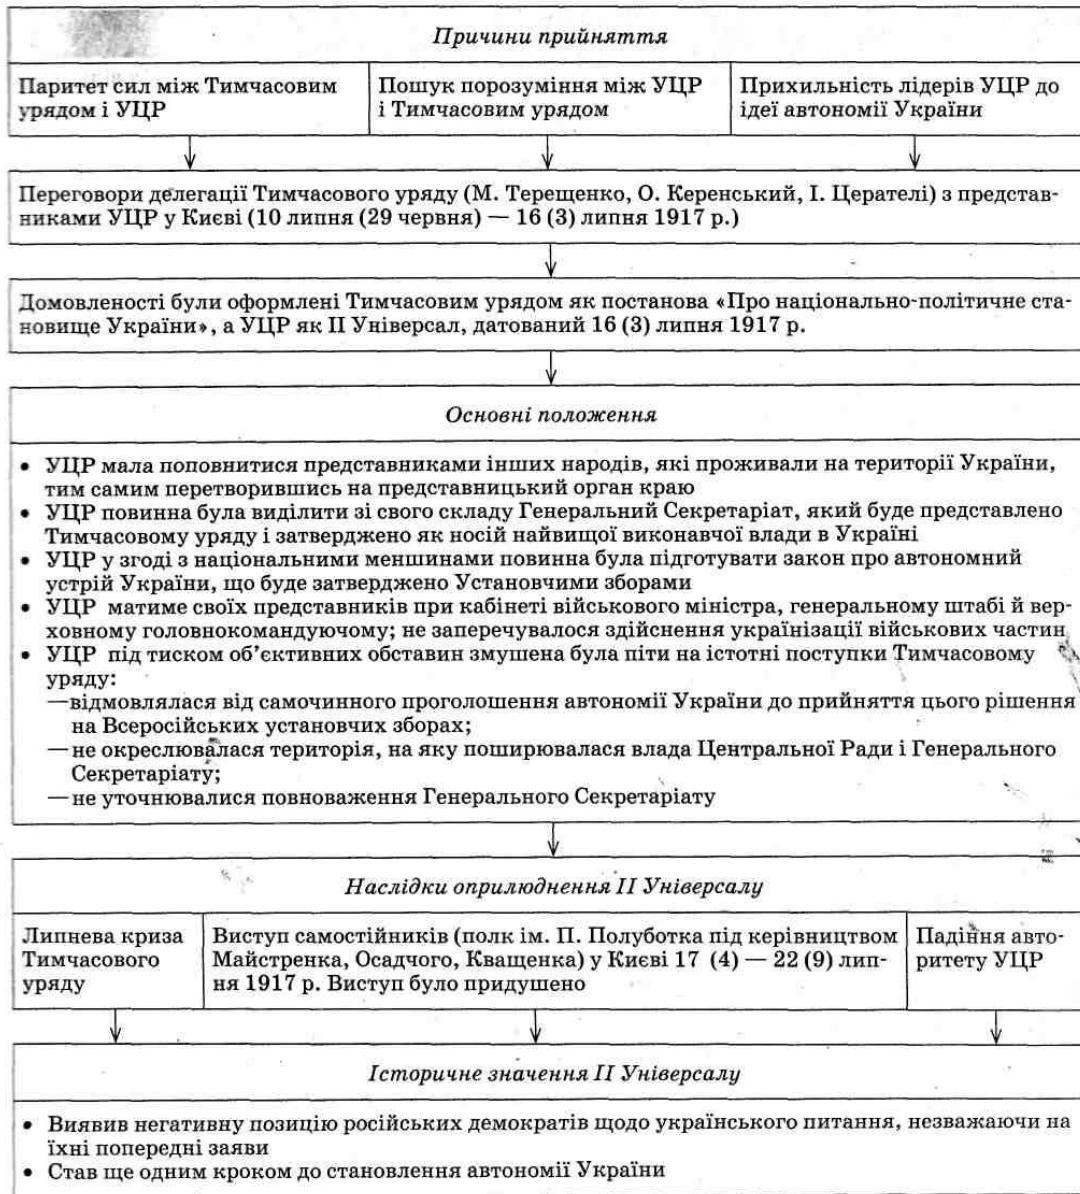 Причини прийняття
Паритет сил між Тимчасовим
урядом і УЦР
Пошук порозуміння між УЦР
і Тимчасовим урядом
Прихильність лідерів УЦР до
ідеї автономії України
Переговори делегації Тимчасового уряду (М. Терещенко, О. Керенський, І. Церателі) з представ-
никами УЦР у Києві (10 липня (29 червня) — 16 (3) липня 1917 р.)
Домовленості були оформлені Тимчасовим урядом як постанова «Про національно-політичне ста-
новище України», а УЦР як ІІ Універсал, датований 16 (3) липня 1917 р.
Основні положення
• УЦР мала поповнитися представниками інших народів, які проживали на території України,
тим самим перетворившись на представницький орган краю
• УЦР повинна була виділити зі свого складу Генеральний Секретаріат, який буде представлено
Тимчасовому уряду і затверджено як носій найвищої виконавчої влади в Україні
• УЦР у згоді з національними меншинами повинна була підготувати закон про автономний
устрій України, що буде затверджено Установчими зборами
• УЦР матиме своїх представників при кабінеті військового міністра, генеральному штабі й вер-
ховному головнокомандуючому; не заперечувалося здійснення українізації військових частин
• УЦР під тиском об’єктивних обставин змушена була піти на істотні поступки Тимчасовому
уряду:
—відмовлялася від самочинного проголошення автономії України до прийняття цього рішення
на Всеросійських установчих зборах;
—не окреслювалася територія, на яку поширювалася влада Центральної Ради і Генерального
Секретаріату;
—не уточнювалися повноваження Генерального Секретаріату
Наслідки оприлюднення ІІ Універсалу
Липнева криза
Тимчасового
уряду
Виступ самостійників (полк ім. П. Полуботка під керівництвом
Майстренка, Осадчого, Кващенка) у Києві 17 (4) — 22 (9) лип-
ня 1917 р. Виступ було придушено
Падіння авто-
ритету УЦР
Історичне значення ІІ Універсалу
• Виявив негативну позицію російських демократів щодо українського питання, незважаючи на
їхні попередні заяви
• Став ще одним кроком до становлення автономії України